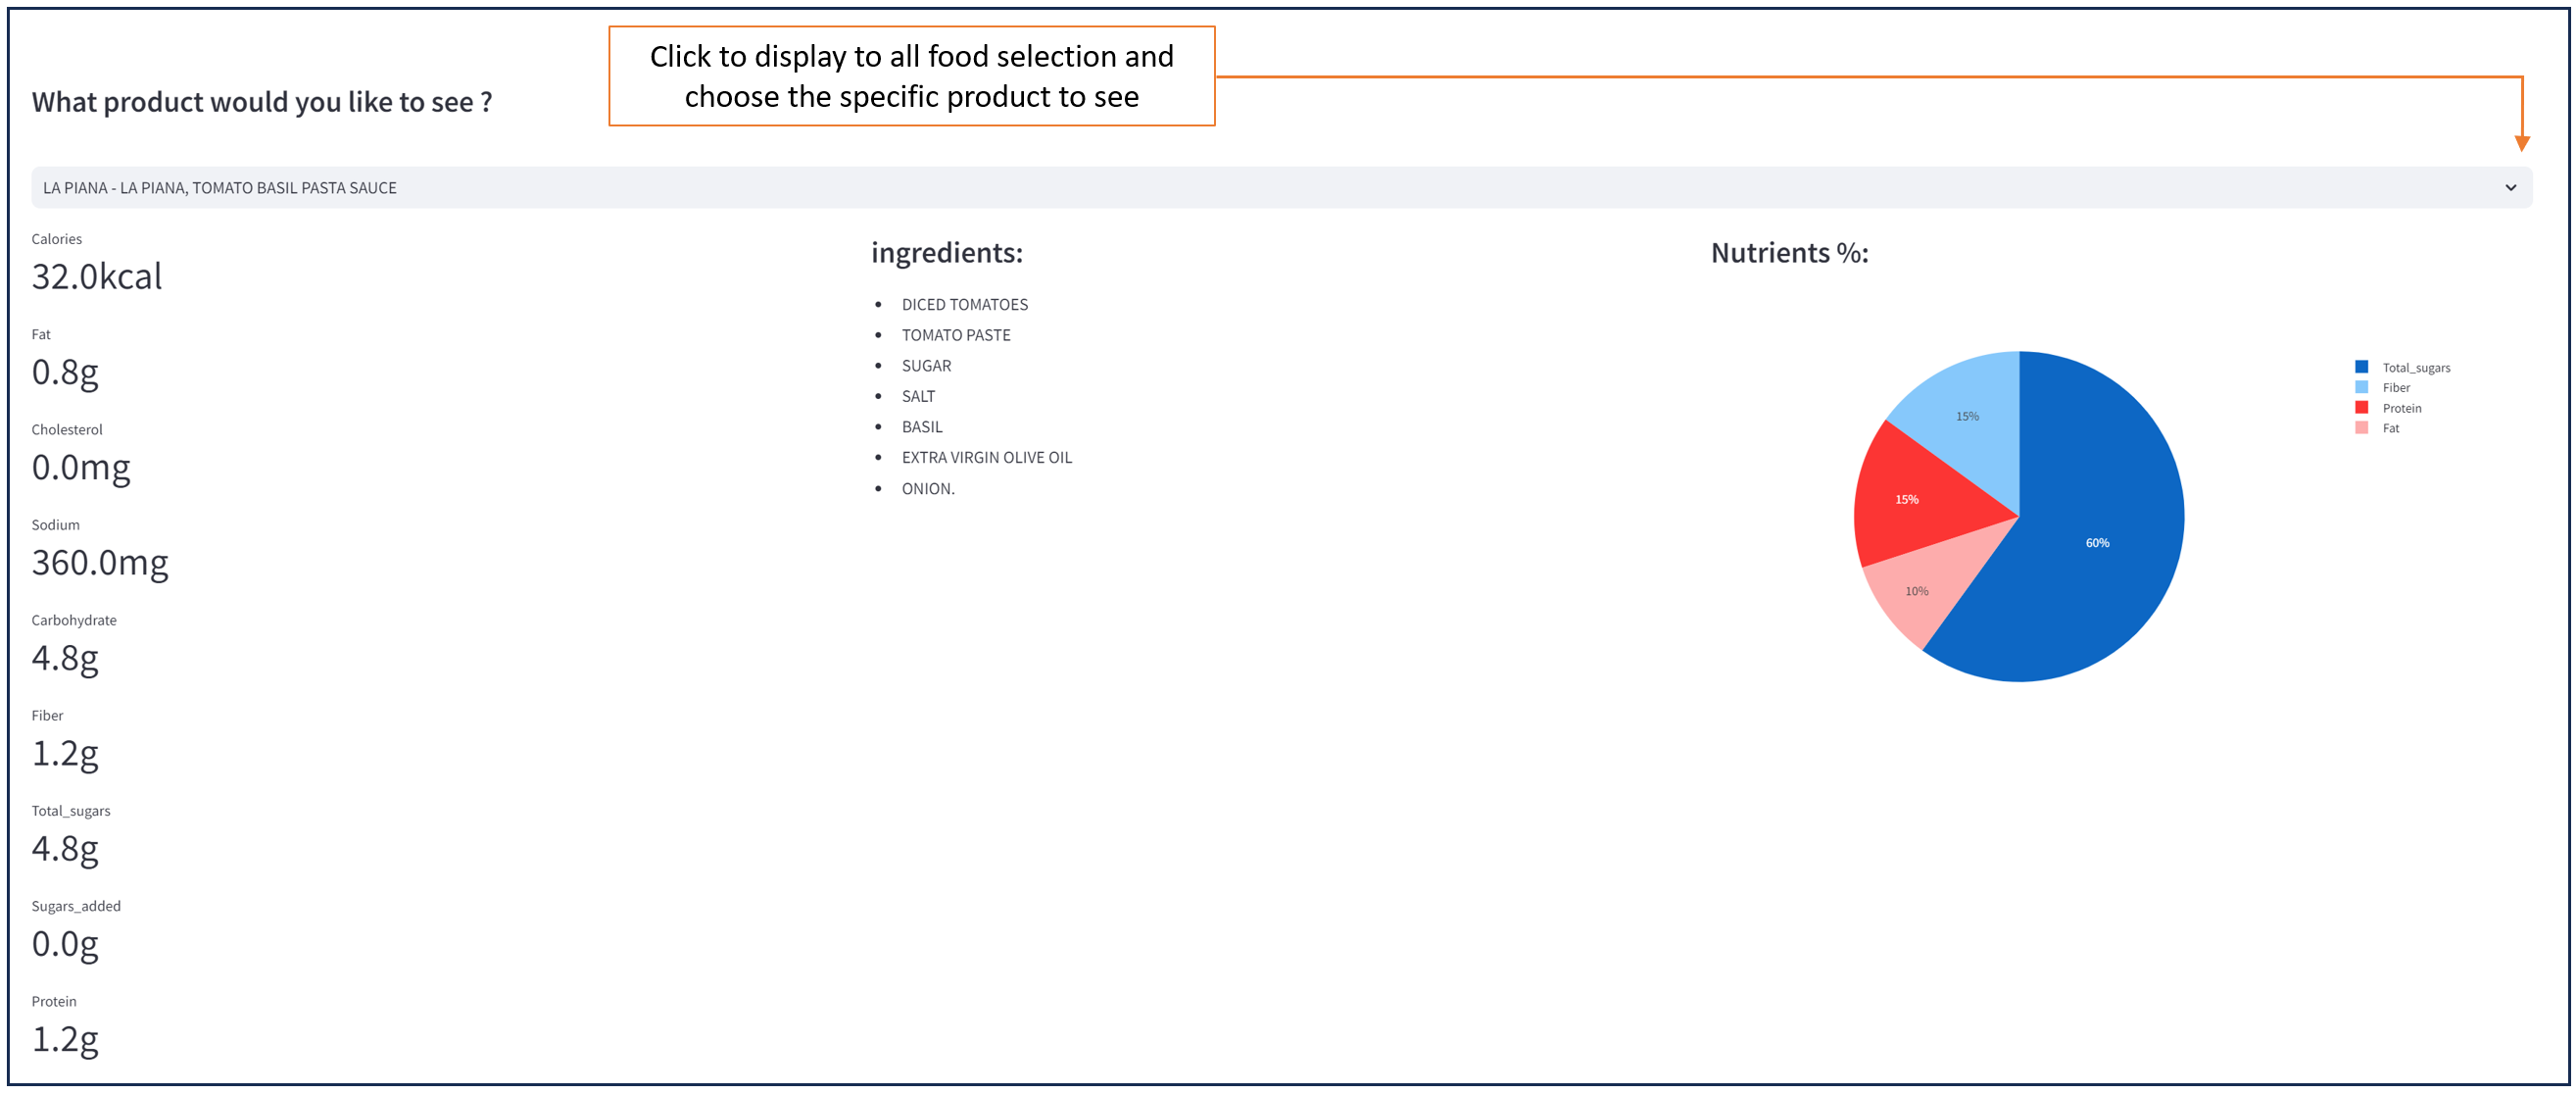 Click to display to all food selection and
choose the specific product to see
What product would you like to see ?
LA PIANA - LA PIANA, TOMATO BASIL PASTA SAUCE
Calories
32.0kcal
Fat
0.8g
Cholesterol
0.0mg
Sodium
360.0mg
Carbohydrate
4.8g
Fiber
1.2g
Total_sugars
4.8g
Sugars_added
0.0g
Protein
1.2g
ingredients:
DICED TOMATOES
TOMATO PASTE
SUGAR
SALT
BASIL
EXTRA VIRGIN OLIVE OIL
ONION.
Nutrients %:
15%
15%
60%
10%
Total_sugars
Fiber
Protein
Fat